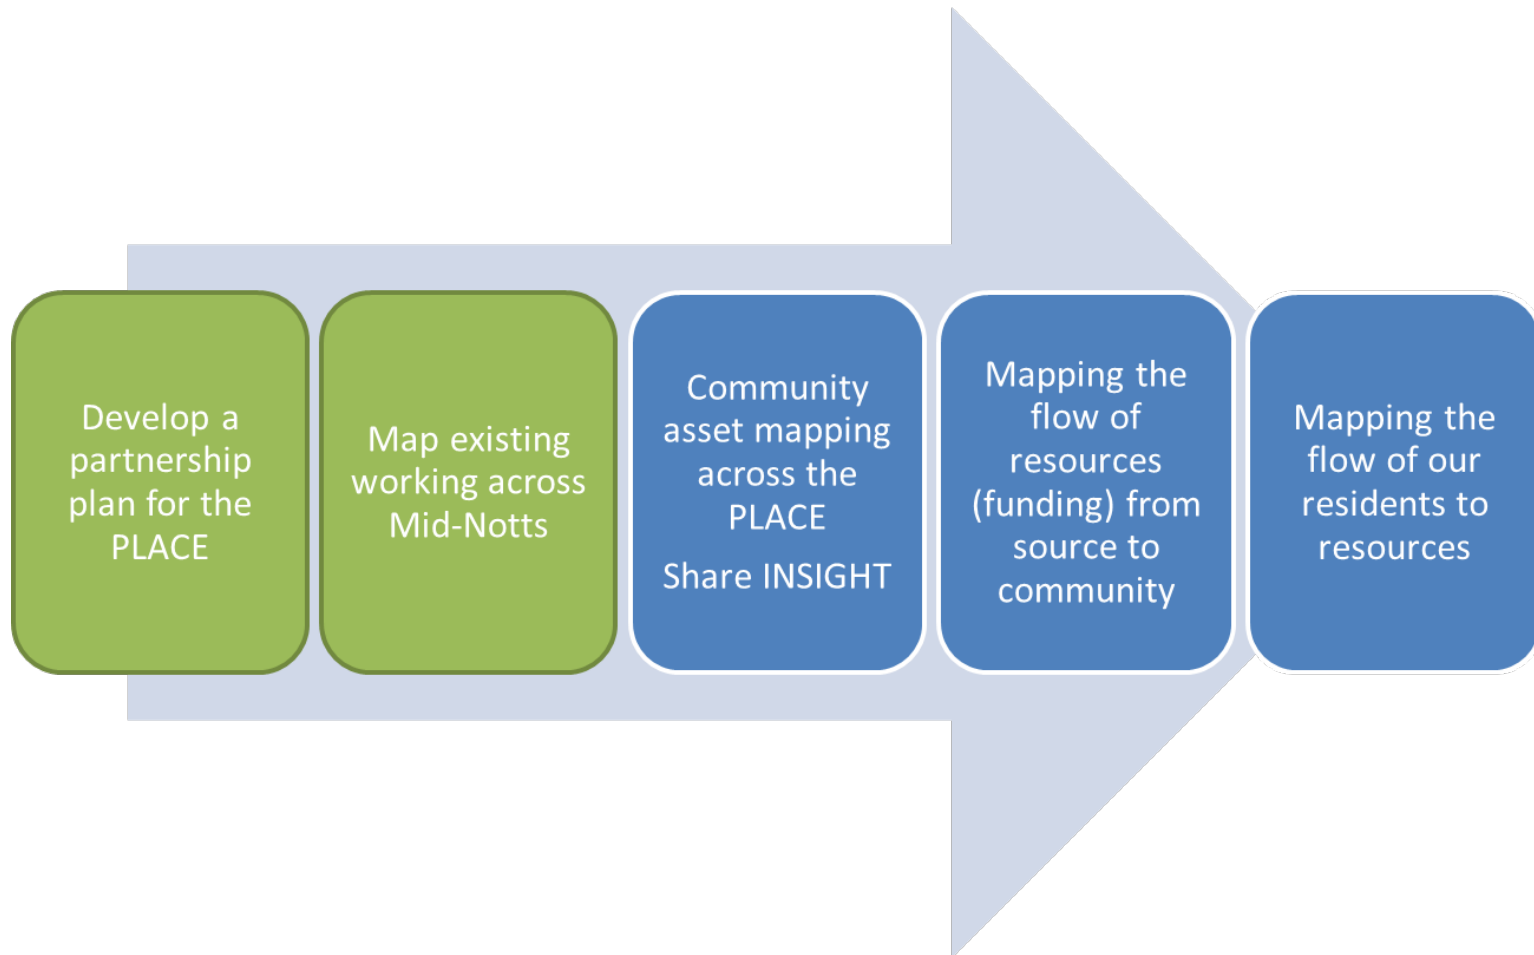 Develop a
partnership
plan for the
PLACE
Map existing
working across
Mid-Notts
Community
asset mapping
across the
PLACE
Share INSIGHT
Mapping the
flow of
resources
(funding) from
source to
community
Mapping the
flow of our
residents to
resources